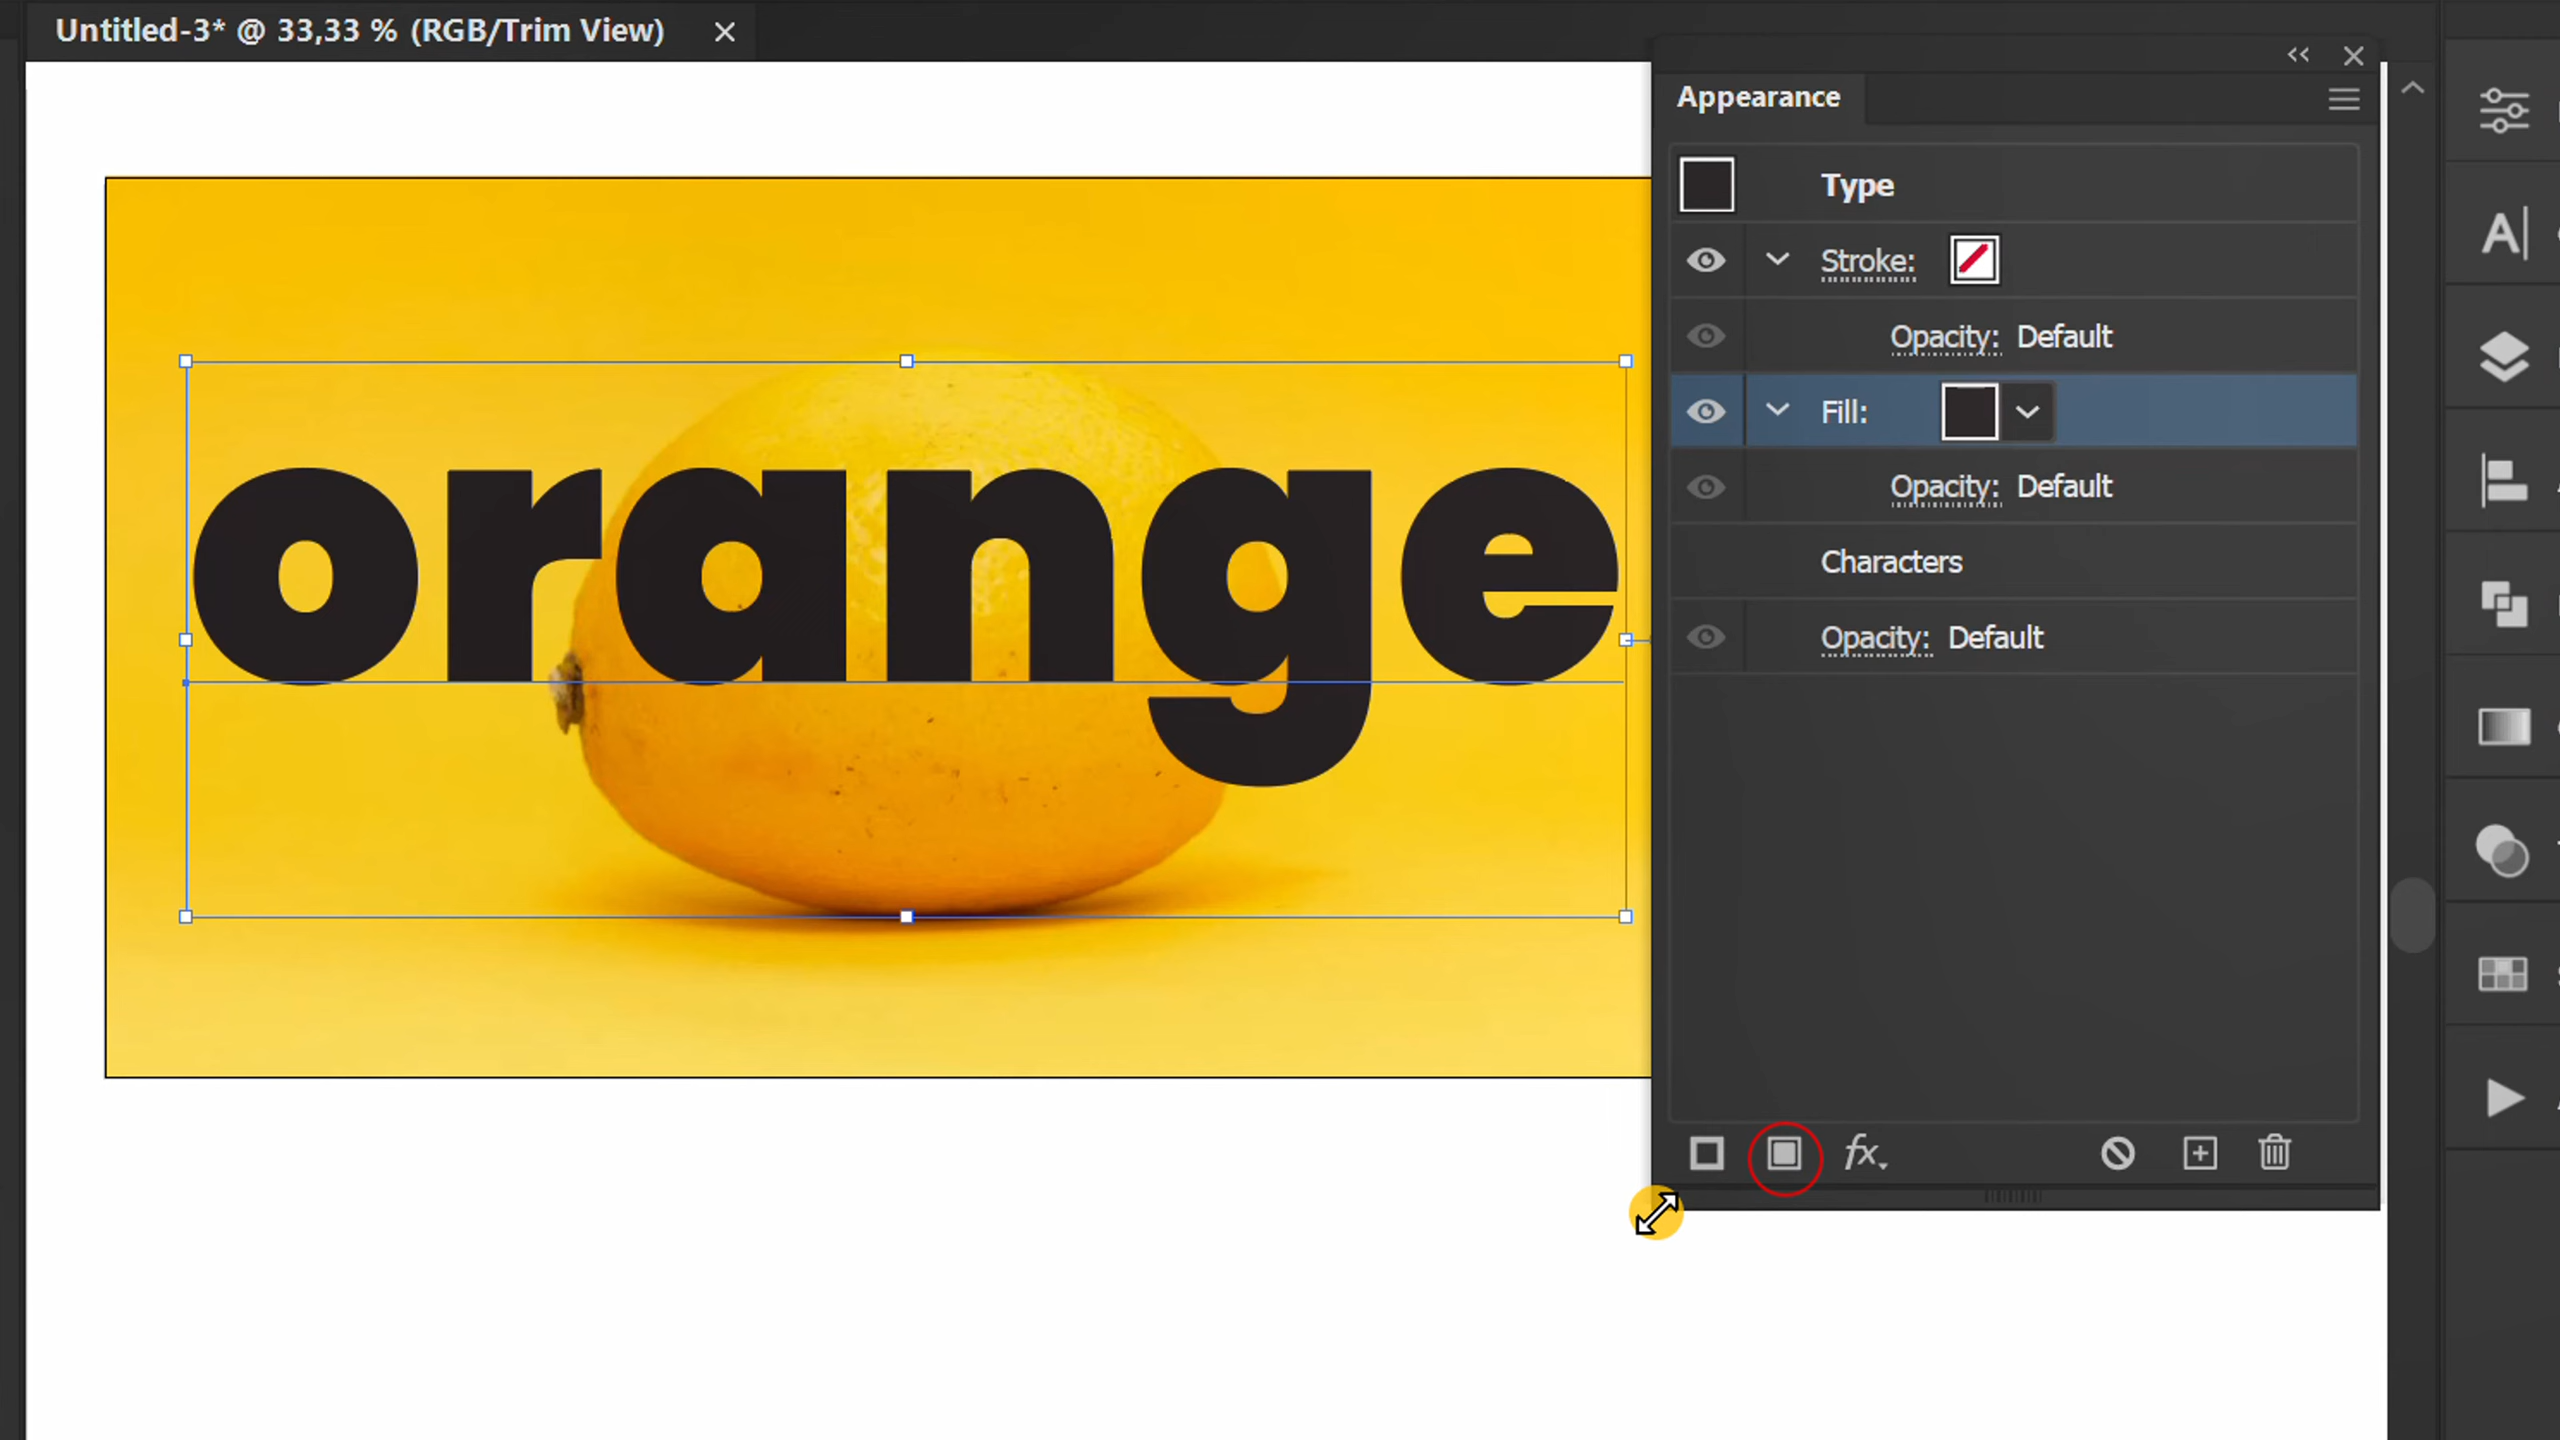 Untitled-3* @ 33,33 % (RGB/Trim View)
Appearance
Type
Stroke:
Opacity: Default
Fill:
Opacity: Default
Characters
Opacity: Default
fx
orange